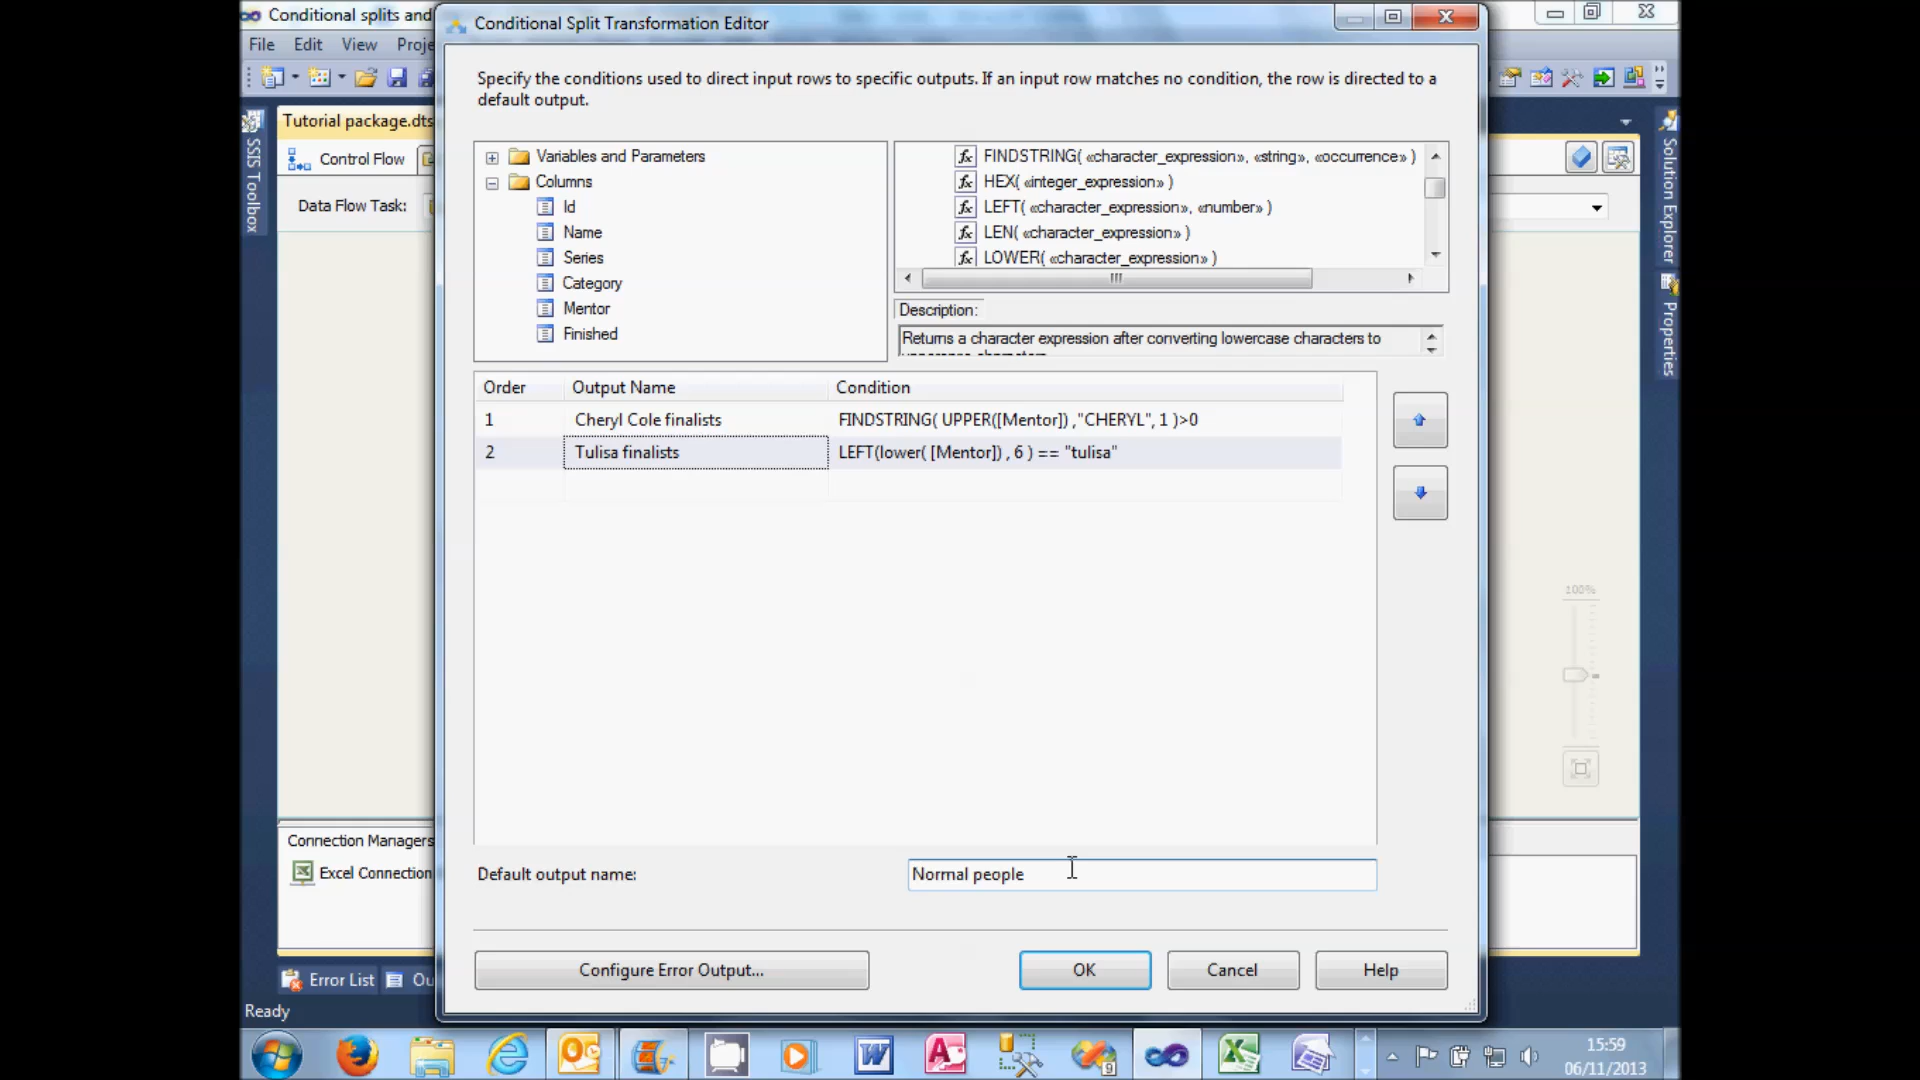 Conditional splits and
Conditional Split Transformation Editor
File Edit View Proje
Specify the conditions used to direct input rows to specific outputs. If an input row matches no condition, the row is directed to a
default output.
Tutorial package.dts
Control Flow
Data Flow Task:
SSIS Toolbox
Solution Explorer
Properties
Variables and Parameters
Columns
Id
Name
Series
Category
Mentor
Finished
FINDSTRING( «character_expression», «string», «occurrence» )
HEX( «integer_expression» )
LEFT( «character_expression», «number» )
LEN( «character_expression» )
LOWER( «character_expression» )
Description:
Returns a character expression after converting lowercase characters to
Order Output Name Condition
1 Cheryl Cole finalists FINDSTRING( UPPER([Mentor]) ,"CHERYL", 1 )>0
2 Tulisa finalists LEFT(lower( [Mentor]) , 6 ) == "tulisa"
100%
Connection Managers
Excel Connection
Default output name: Normal people
Configure Error Output... OK Cancel Help
Error List Ou
Ready
9
15:59
06/11/2013